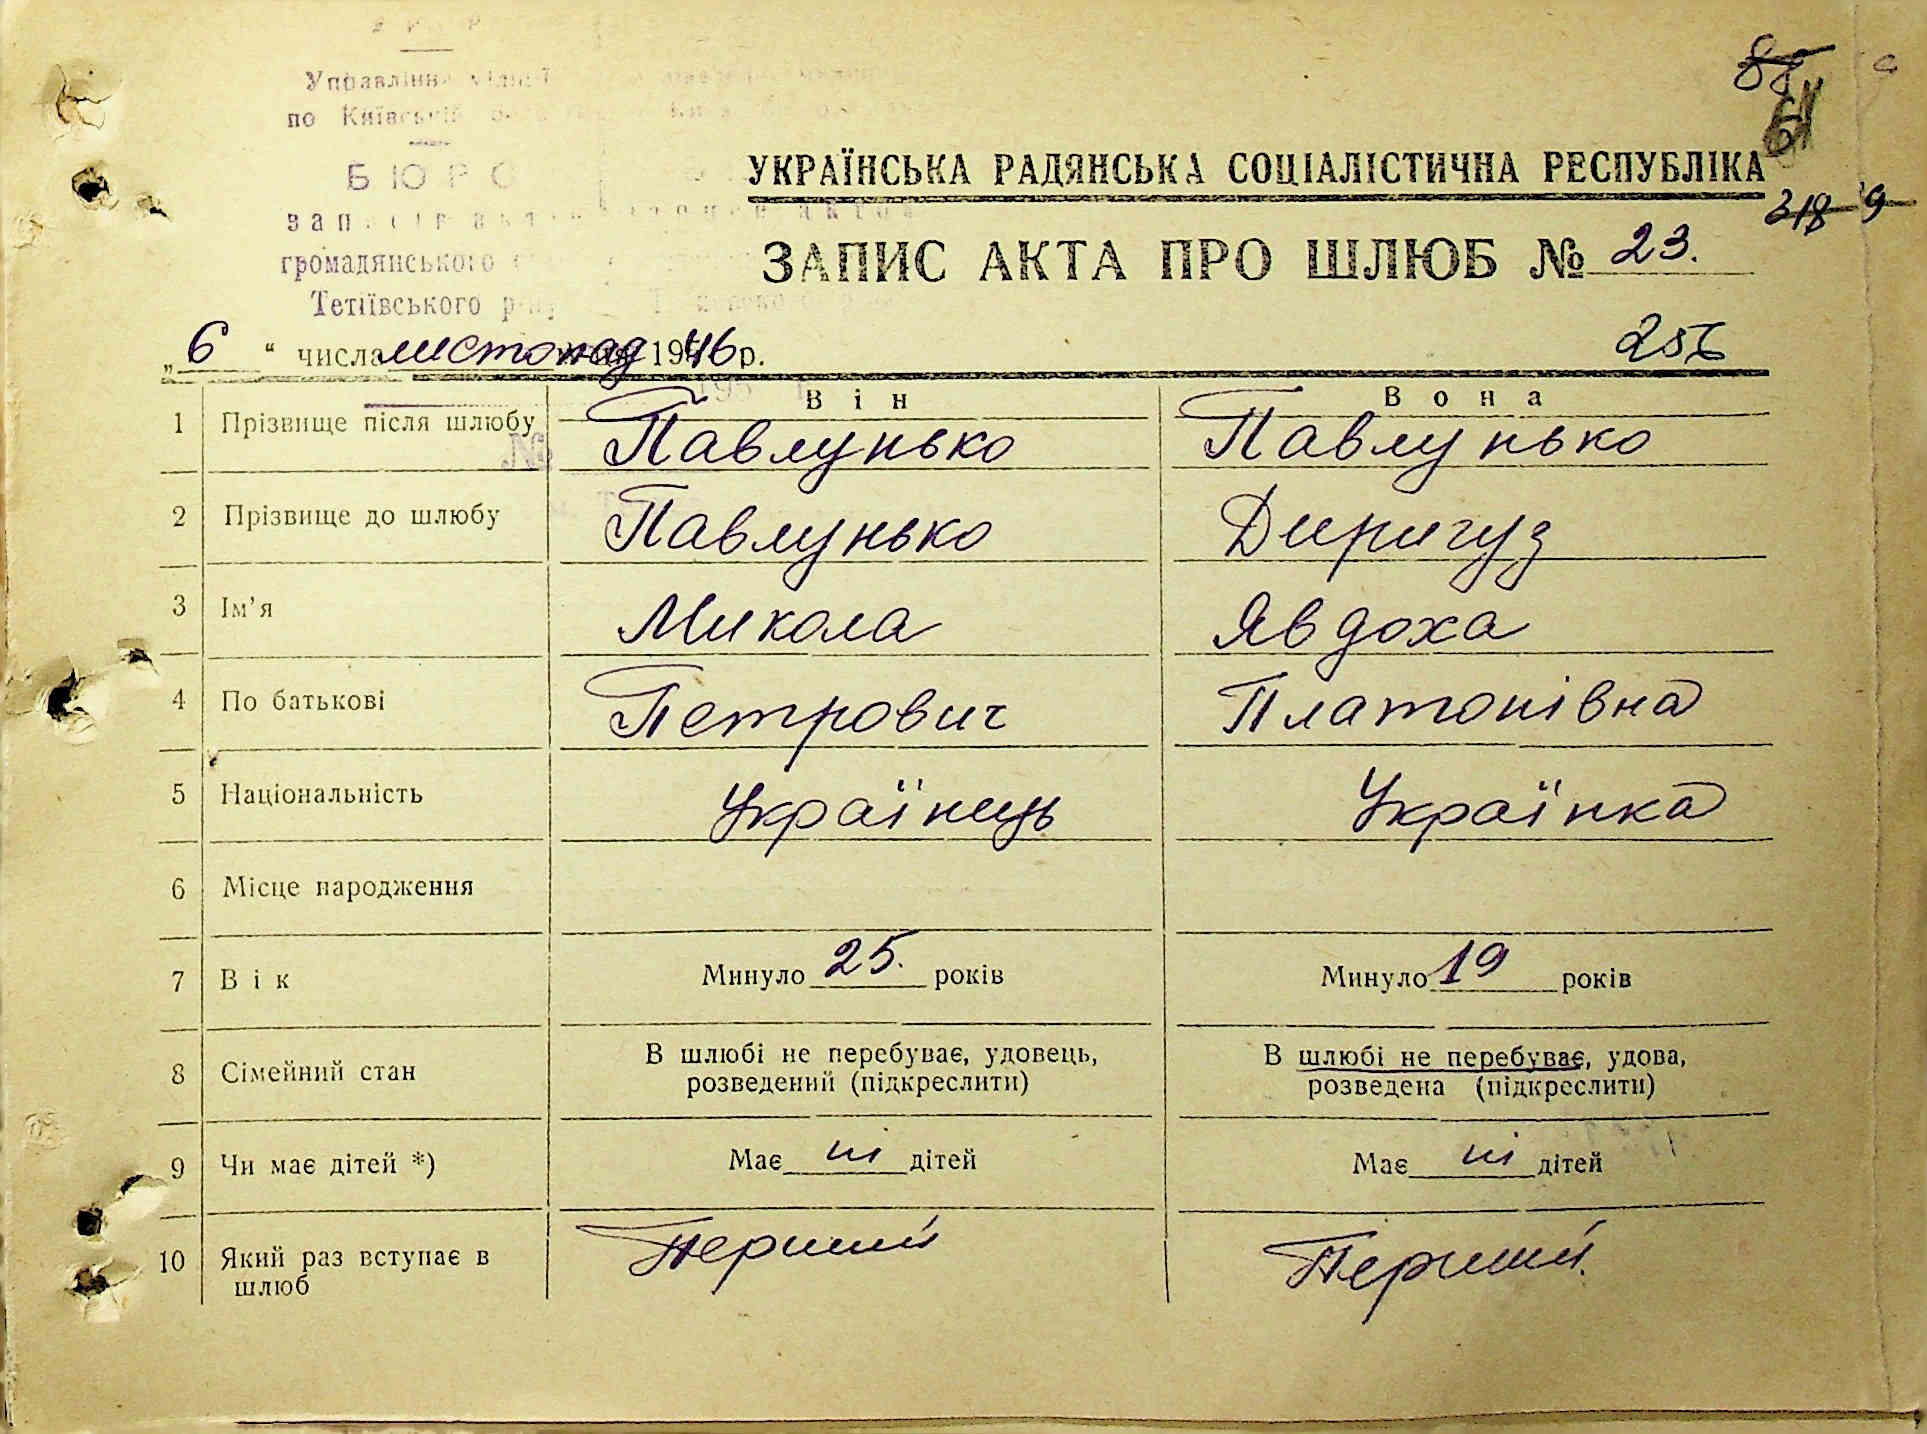 Управління
по Київській
БЮРО
громадянського
Тетіївського
УКРАЇНСЬКА РАДЯНСЬКА СОЦІАЛІСТИЧНА РЕСПУБЛІКА
318 9
ЗАПИС АКТА ПРО ШЛЮБ № 23.
„6“ числа листопад 1946 р.
Він Вона
1 Прізвище після шлюбу Павлунько Павлунько
№
2 Прізвище до шлюбу Павлунько Диригуз
3 Ім'я Микола Явдоха
4 По батькові Петрович Платонівна
5 Національність Українець Українка
6 Місце народження
7 Вік Минуло 25. років Минуло 19 років
8 Сімейний стан В шлюбі не перебуває, удовець, В шлюбі не перебуває, удова,
розведений (підкреслити) розведена (підкреслити)
9 Чи має дітей *) Має ні дітей Має ні дітей
10 Який раз вступає в Перший Перший.
шлюб